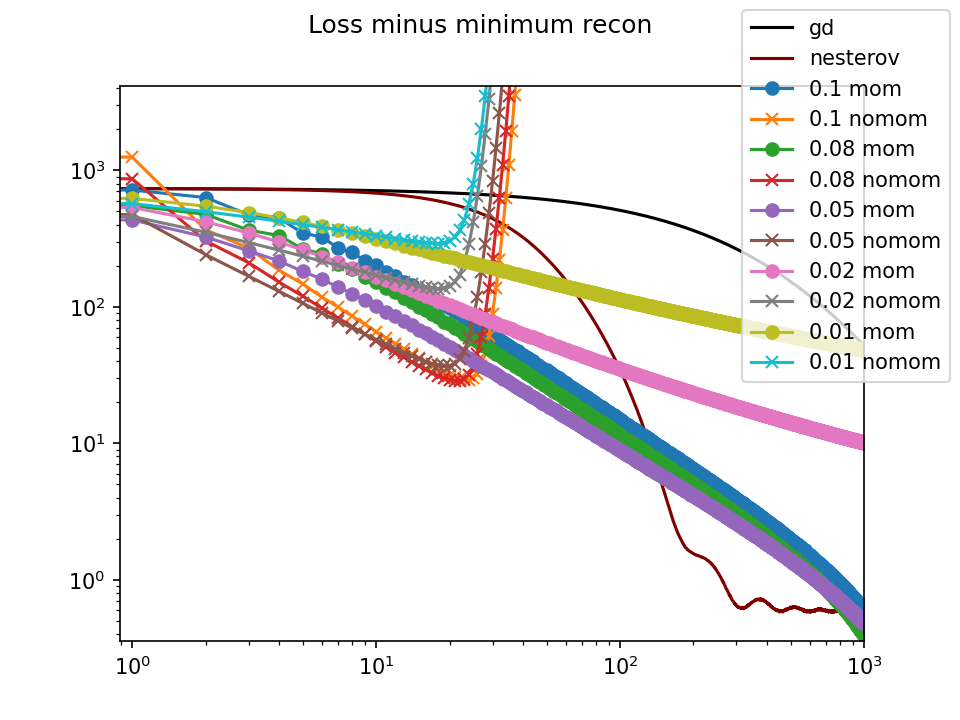 Loss minus minimum recon
gd
nesterov
0.1 mom
0.1 nomom
0.08 mom
0.08 nomom
0.05 mom
0.05 nomom
0.02 mom
0.02 nomom
0.01 mom
0.01 nomom
10³
10²
10¹
10⁰
10⁰ 10¹ 10² 10³